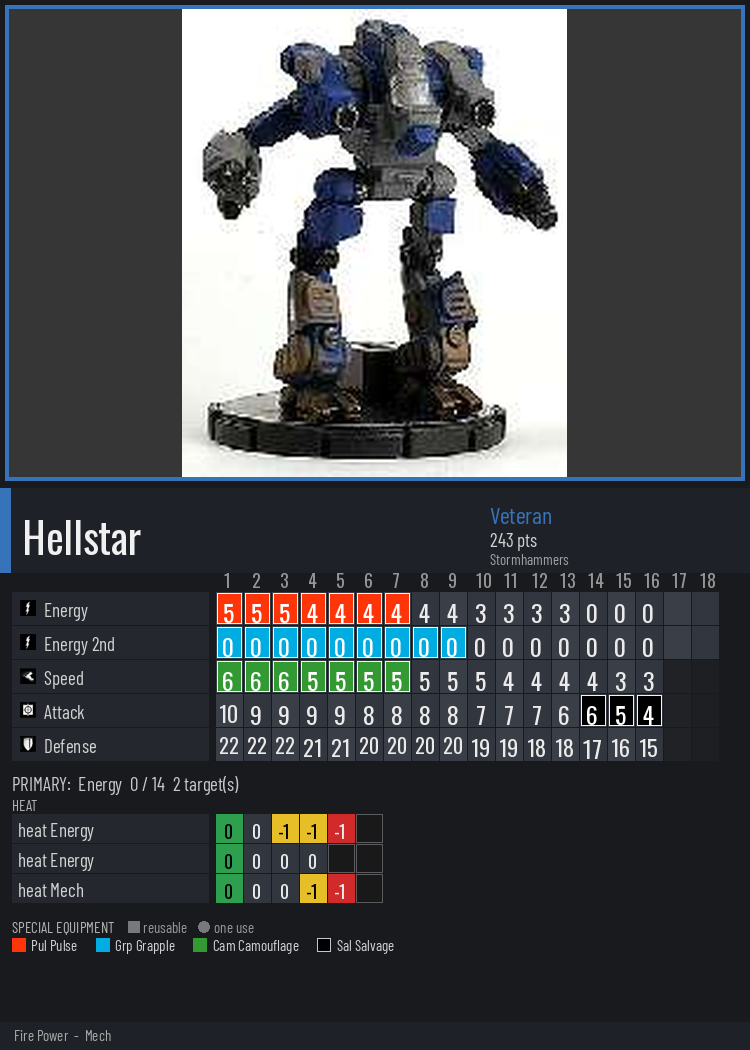 Hellstar
Veteran
243 pts
Stormhammers
1 2 3 4 5 6 7 8 9 10 11 12 13 14 15 16 17 18
Energy 5 5 5 4 4 4 4 4 4 3 3 3 3 0 0 0
Energy 2nd 0 0 0 0 0 0 0 0 0 0 0 0 0 0 0 0
Speed 6 6 6 5 5 5 5 5 5 5 4 4 4 4 3 3
Attack 10 9 9 9 9 8 8 8 8 7 7 7 6 6 5 4
Defense 22 22 22 21 21 20 20 20 20 19 19 18 18 17 16 15
PRIMARY: Energy 0 / 14 2 target(s)
HEAT
heat Energy 0 0 -1 -1 -1
heat Energy 0 0 0 0
heat Mech 0 0 0 -1 -1
SPECIAL EQUIPMENT reusable one use
Pul Pulse Grp Grapple Cam Camouflage Sal Salvage
Fire Power - Mech